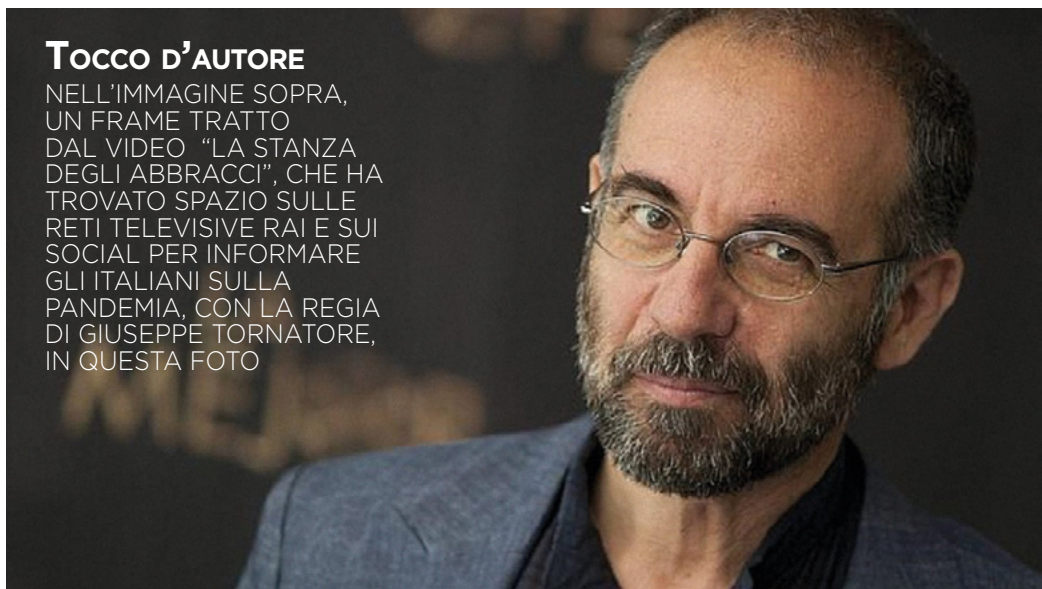 Tocco d'autore
NELL'IMMAGINE SOPRA,
UN FRAME TRATTO
DAL VIDEO “LA STANZA
DEGLI ABBRACCI”, CHE HA
TROVATO SPAZIO SULLE
RETI TELEVISIVE RAI E SUI
SOCIAL PER INFORMARE
GLI ITALIANI SULLA
PANDEMIA, CON LA REGIA
DI GIUSEPPE TORNATORE,
IN QUESTA FOTO